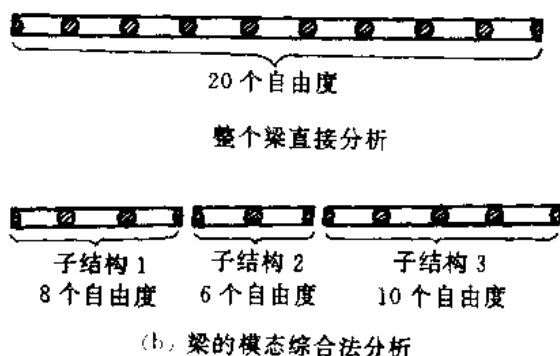 20 个自由度
整个梁直接分析
子结构 1 子结构 2 子结构 3
8 个自由度 6 个自由度 10 个自由度
(b) 梁的模态综合法分析